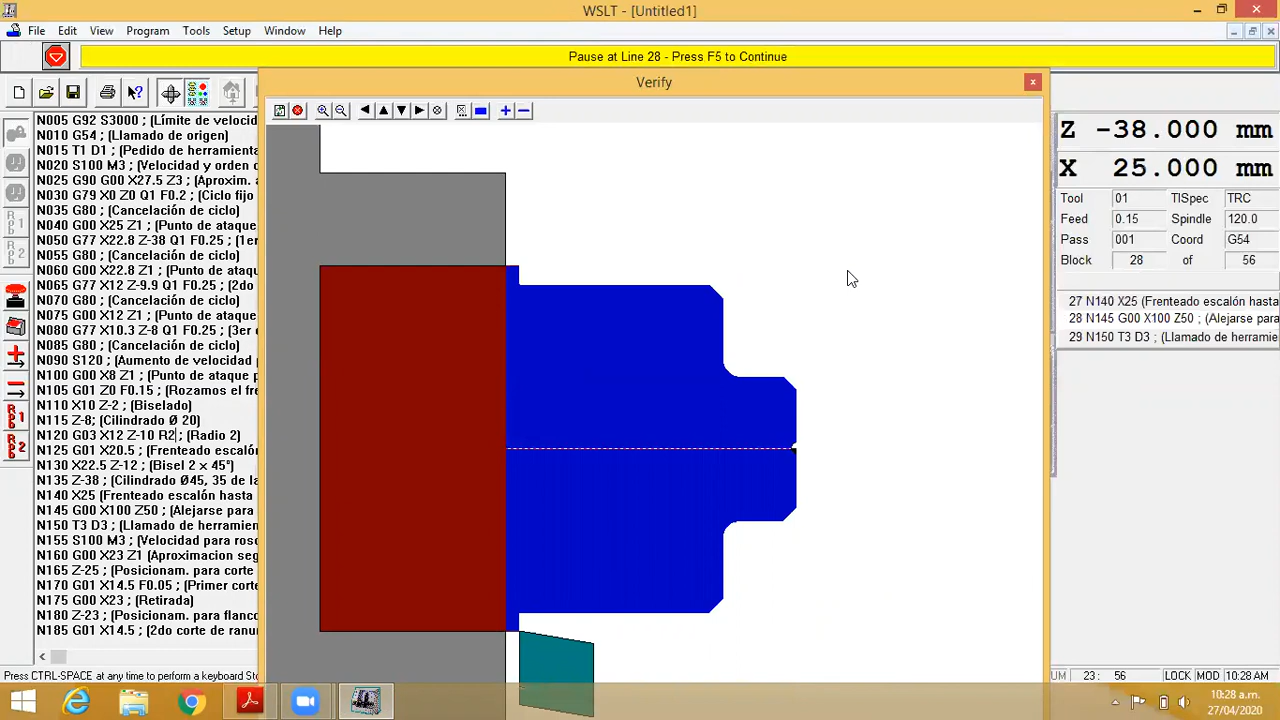 WSLT - [Untitled1]
File Edit View Program Tools Setup Window Help
Pause at Line 28 - Press F5 to Continue
Verify
N005 G92 S3000 ; (Límite de velocid
N010 G54 ; (Llamado de origen)
N015 T1 D1 ; (Pedido de herramienta
N020 S100 M3 ; (Velocidad y orden c
N025 G90 G00 X27.5 Z3 ; (Aproxim. a
N030 G79 X0 Z0 Q1 F0.2 ; (Ciclo fijo
N035 G80 ; (Cancelación de ciclo)
N040 G00 X25 Z1 ; (Punto de ataque
N050 G77 X22.8 Z-38 Q1 F0.25 ; (1er
N055 G80 ; (Cancelación de ciclo)
N060 G00 X22.8 Z1 ; (Punto de ataqu
N065 G77 X12 Z-9.9 Q1 F0.25 ; (2do
N070 G80 ; (Cancelación de ciclo)
N075 G00 X12 Z1 ; (Punto de ataque
N080 G77 X10.3 Z-8 Q1 F0.25 ; (3er c
N085 G80 ; (Cancelación de ciclo)
N090 S120 ; (Aumento de velocidad p
N100 G00 X8 Z1 ; (Punto de ataque p
N105 G01 Z0 F0.15 ; (Rozamos el fre
N110 X10 Z-2 ; (Biselado)
N115 Z-8; (Cilindrado Ø 20)
N120 G03 X12 Z-10 R2 ; (Radio 2)
N125 G01 X20.5 ; (Frenteado escalón
N130 X22.5 Z-12 ; (Bisel 2 x 45°)
N135 Z-38 ; (Cilindro Ø45, 35 de la
N140 X25 (Frenteado escalón hasta
N145 G00 X100 Z50 ; (Alejarse para
N150 T3 D3 ; (Llamado de herramien
N155 S100 M3 ; (Velocidad para rosc
N160 G00 X23 Z1 (Aproximacion seg
N165 Z-25 ; (Posicionam. para corte
N170 G01 X14.5 F0.05 ; (Primer corte
N175 G00 X23 ; (Retirada)
N180 Z-23 ; (Posicionam. para flanco
N185 G01 X14.5 ; (2do corte de ranu
Z -38.000 mm
X 25.000 mm
Tool 01 TlSpec TRC
Feed 0.15 Spindle 120.0
Pass 001 Coord G54
Block 28 of 56
27 N140 X25 (Frenteado escalón hasta
28 N145 G00 X100 Z50 ; (Alejarse para
29 N150 T3 D3 ; (Llamado de herramie
Press CTRL-SPACE at any time to perform a keyboard Sto
UM 23: 56 LOCK MOD 10:28 AM
10:28 a.m.
27/04/2020